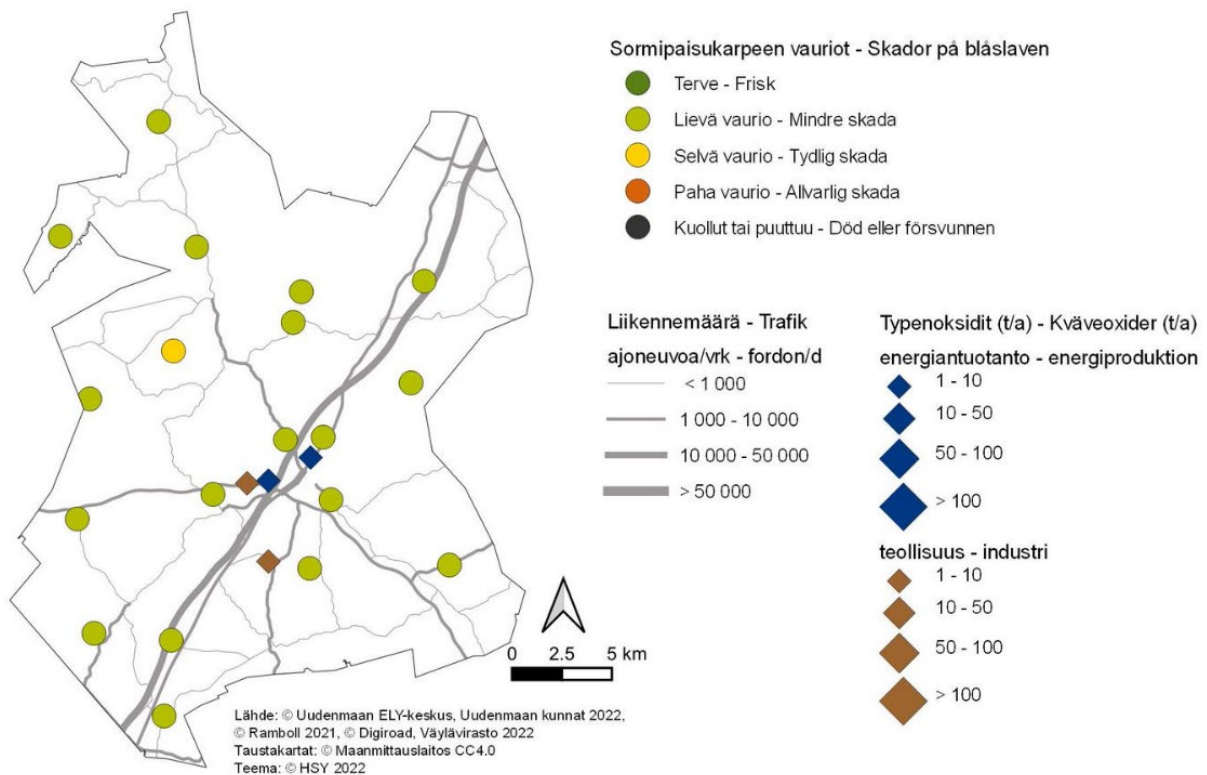 Sormipaisukarpeen vauriot - Skador på blåslaven
Terve - Frisk
Lievä vaurio - Mindre skada
Selvä vaurio - Tydlig skada
Paha vaurio - Allvarlig skada
Kuollut tai puuttuu - Död eller försvunnen
Liikennemäärä - Trafik
ajoneuvoa/vrk - fordon/d
< 1 000
1 000 - 10 000
10 000 - 50 000
> 50 000
Typenoksidit (t/a) - Kväveoxider (t/a)
energiantuotanto - energiproduktion
1 - 10
10 - 50
50 - 100
> 100
teollisuus - industri
1 - 10
10 - 50
50 - 100
> 100
0 2.5 5 km
Lähde: © Uudenmaan ELY-keskus, Uudenmaan kunnat 2022,
© Ramboll 2021, © Digiroad, Väylävirasto 2022
Taustakartat: © Maanmittauslaitos CC4.0
Teema: © HSY 2022